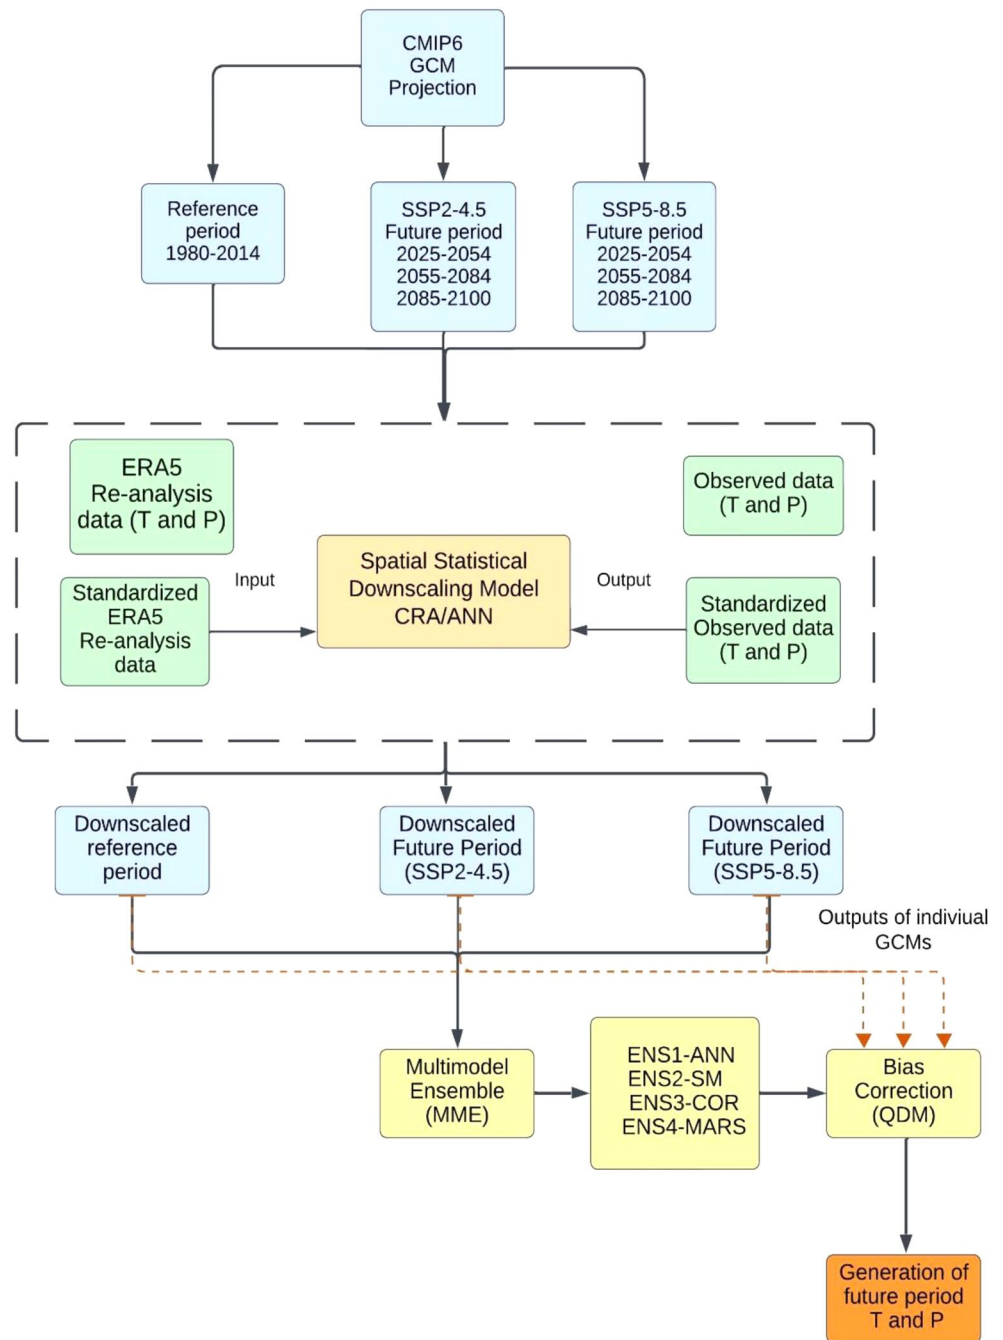 CMIP6
GCM
Projection
Reference
period
1980-2014
SSP2-4.5
Future period
2025-2054
2055-2084
2085-2100
SSP5-8.5
Future period
2025-2054
2055-2084
2085-2100
ERA5
Re-analysis
data (T and P)
Observed data
(T and P)
Standardized
ERA5
Re-analysis
data
Input
Spatial Statistical
Downscaling Model
CRA/ANN
Output
Standardized
Observed data
(T and P)
Downscaled
reference
period
Downscaled
Future Period
(SSP2-4.5)
Downscaled
Future Period
(SSP5-8.5)
Outputs of indiviual
GCMs
Multimodel
Ensemble
(MME)
ENS1-ANN
ENS2-SM
ENS3-COR
ENS4-MARS
Bias
Correction
(QDM)
Generation of
future period
T and P